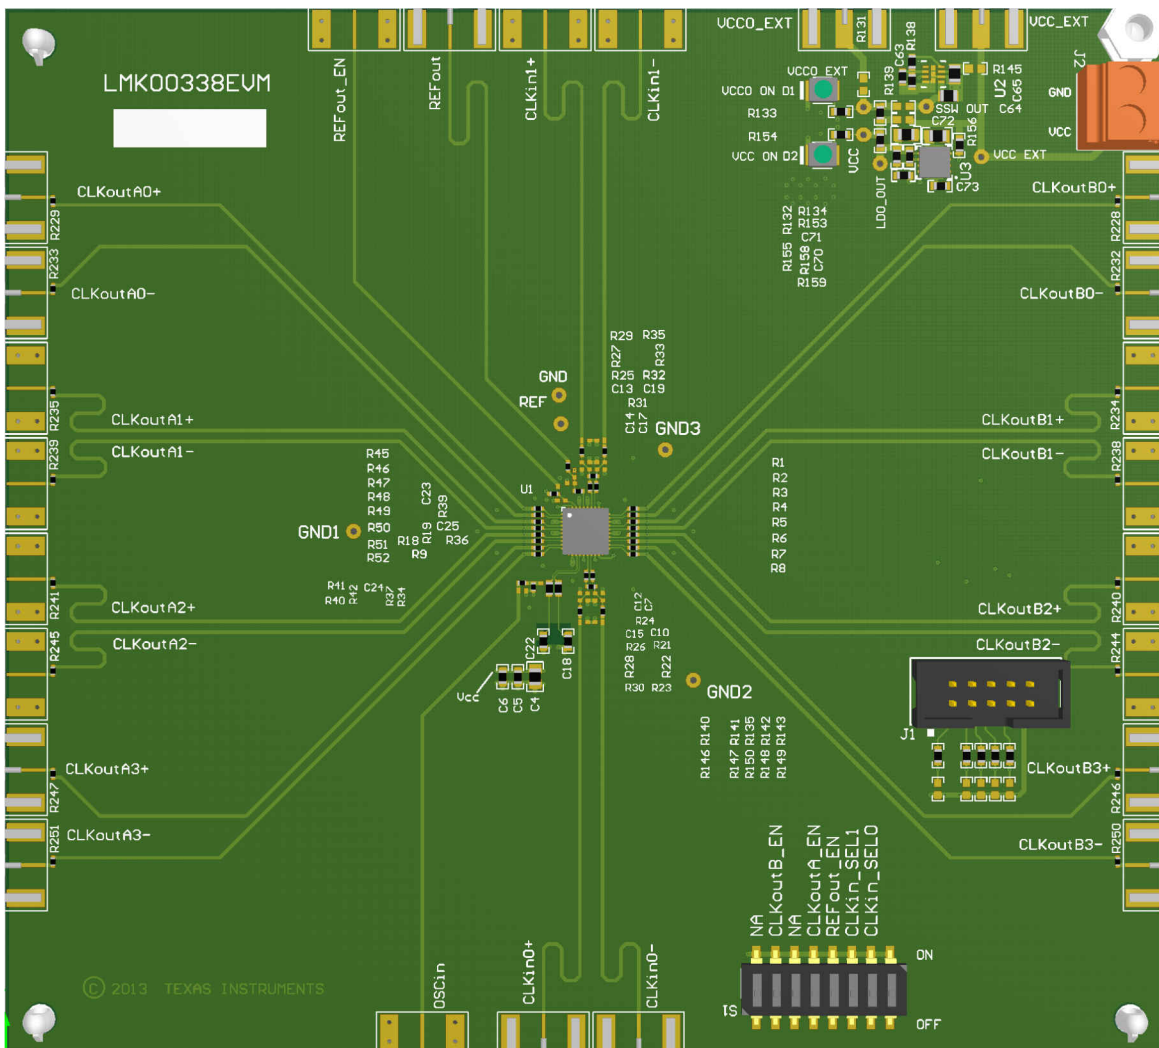 VCCO_EXT
R131
VCC_EXT
J2
LMK00338EVM
REFout_EN
REFout
CLKin1+
CLKin1-
VCCO EXT
VCCO ON D1
C63
R138
R139
R145
U2
C65
C64
GND
VCC
R133
R154
VCC ON D2
VCC
SSW OUT
C72
R156
VCC EXT
U3
C73
LDO_OUT
CLKoutA0+
R229
CLKoutB0+
R228
R132
R134
R153
C71
R155
R158
C70
R159
R233
CLKoutA0-
R232
CLKoutB0-
R29
R35
R27
R33
R25
R32
C13
C19
R31
C14
C17
GND
REF
GND3
R235
CLKoutA1+
CLKoutB1+
R234
R239
CLKoutA1-
CLKoutB1-
R238
R45
R46
R47
R48
R49
R50
R51
R52
C23
R39
R19
C25
R18
R36
R9
U1
R1
R2
R3
R4
R5
R6
R7
R8
GND1
R41
R42
C24
R40
R37
R34
R241
CLKoutA2+
CLKoutB2+
R240
R245
CLKoutA2-
CLKoutB2-
R244
C12
C7
R24
C15
C10
R26
R21
R28
R22
R30
R23
C22
C18
Vcc
C6
C5
C4
GND2
R140
R141
R135
R142
R143
R146
R147
R150
R148
R149
J1
CLKoutA3+
R247
CLKoutB3+
R246
R251
CLKoutA3-
CLKoutB3-
R250
NA
CLKoutB_EN
NA
CLKoutA_EN
REFout_EN
CLKin_SEL1
CLKin_SEL0
ON
S1
OFF
© 2013 TEXAS INSTRUMENTS
OSCin
CLKin0+
CLKin0-